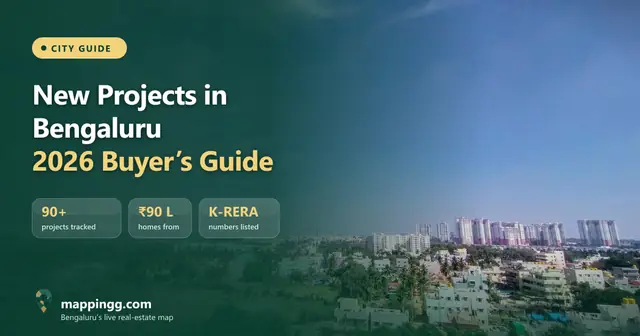 CITY GUIDE
New Projects in
Bengaluru
2026 Buyer’s Guide
90+
projects tracked
₹90 L
homes from
K-RERA
numbers listed
mappingg.com
Bengaluru's live real-estate map